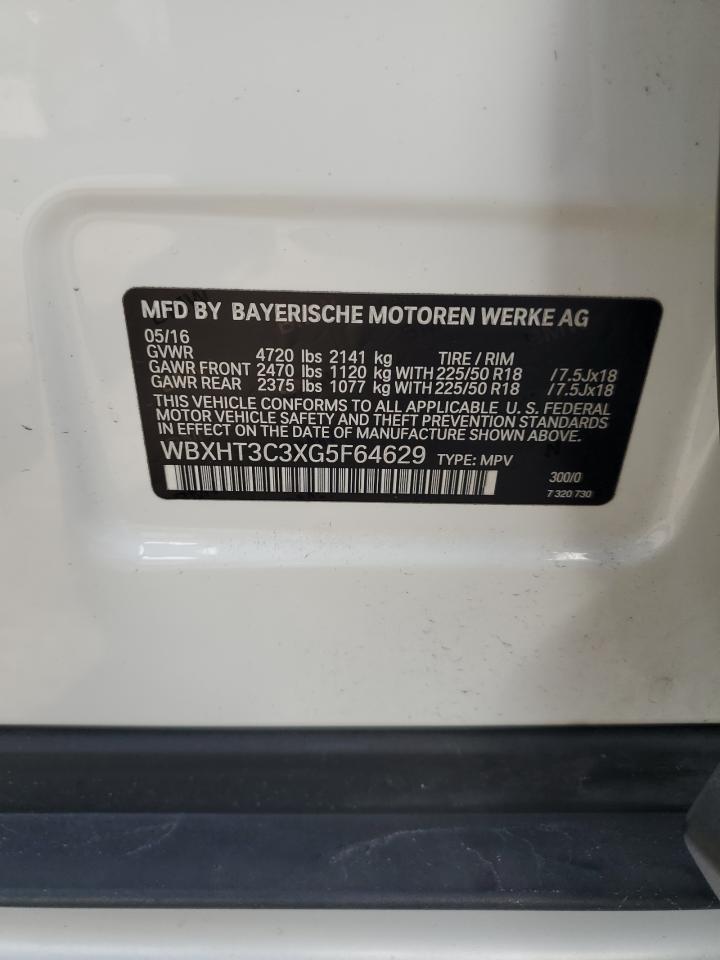 MFD BY BAYERISCHE MOTOREN WERKE AG
05/16
GVWR 4720 lbs 2141 kg TIRE / RIM
GAWR FRONT 2470 lbs 1120 kg WITH 225/50 R18 /7.5Jx18
GAWR REAR 2375 lbs 1077 kg WITH 225/50 R18 /7.5Jx18
THIS VEHICLE CONFORMS TO ALL APPLICABLE U. S. FEDERAL
MOTOR VEHICLE SAFETY AND THEFT PREVENTION STANDARDS
IN EFFECT ON THE DATE OF MANUFACTURE SHOWN ABOVE.
WBXHT3C3XG5F64629 TYPE: MPV
300/0
7 320 730